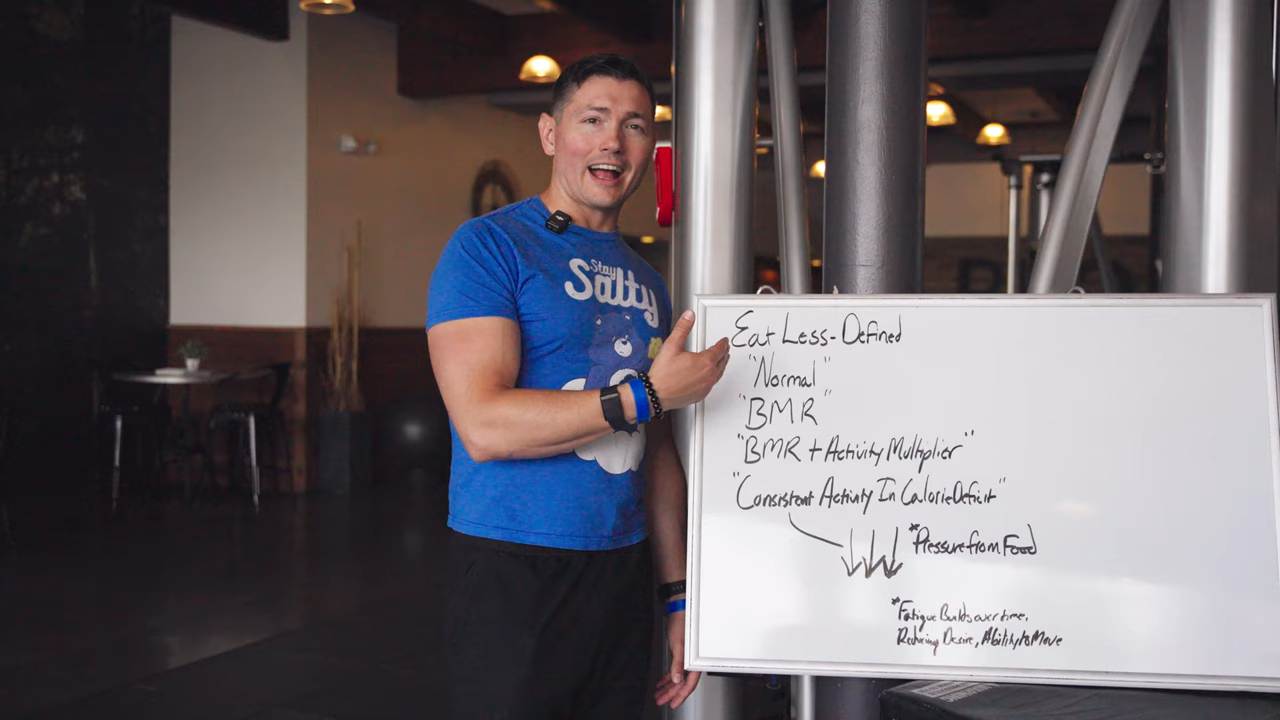 Stay
Salty
Eat Less - Defined
"Normal"
"BMR"
"BMR + Activity Multiplier"
"Consistent Activity In Calorie Deficit"
*Pressure from Food
*Fatigue Builds over time,
Reducing Desire, Ability to Move